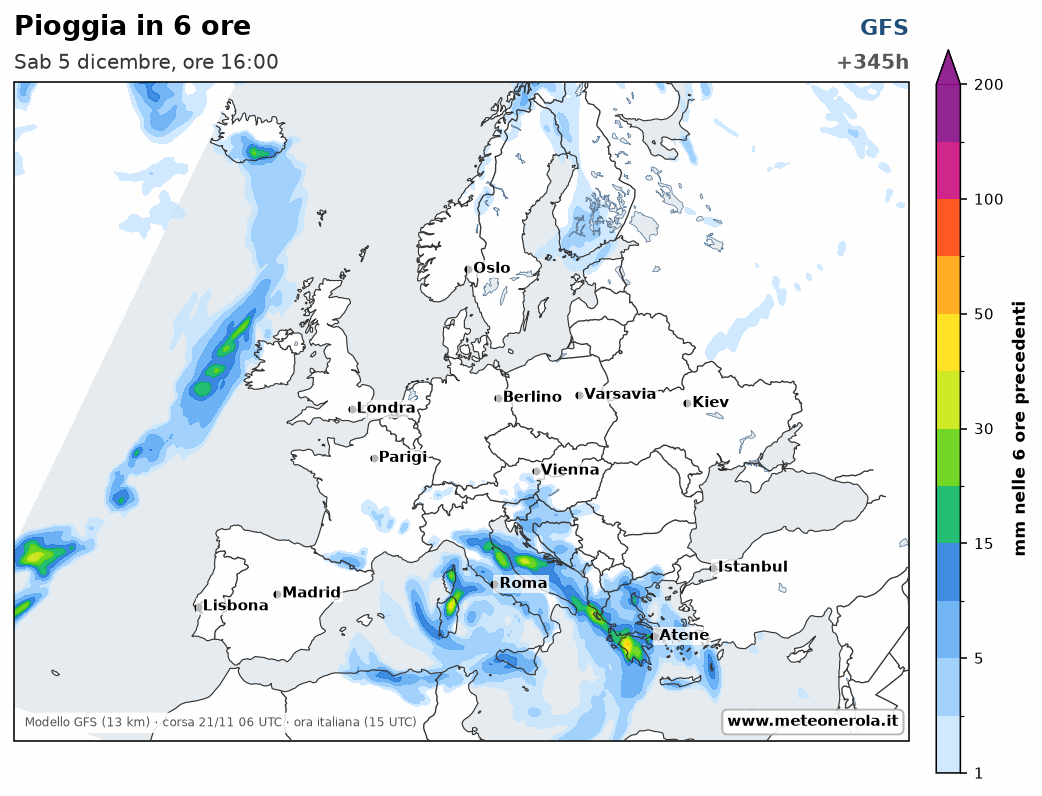 Pioggia in 6 ore
GFS
Sab 5 dicembre, ore 16:00
+345h
200
100
50
30
15
5
1
mm nelle 6 ore precedenti
Oslo
Londra
Berlino
Varsavia
Kiev
Parigi
Vienna
Istanbul
Roma
Madrid
Lisbona
Atene
Modello GFS (13 km) · corsa 21/11 06 UTC · ora italiana (15 UTC)
www.meteonerola.it